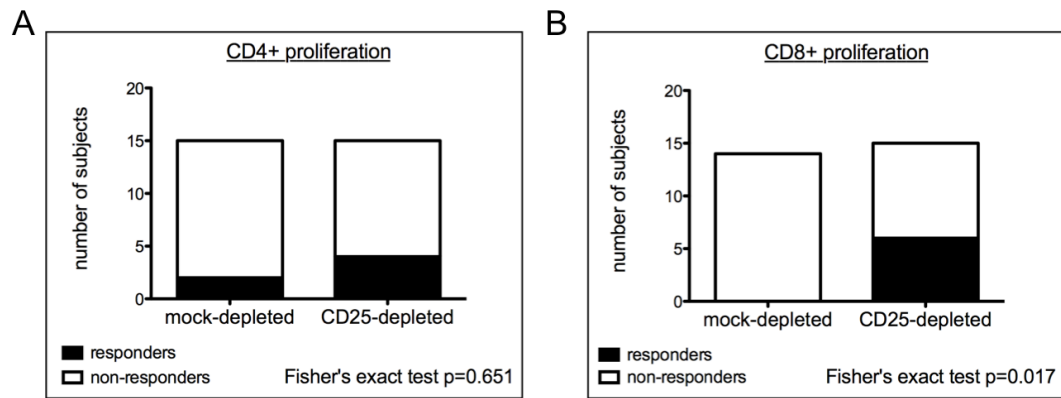 A
CD4+ proliferation
number of subjects
20
15
10
5
0
mock-depleted CD25-depleted
responders
non-responders
Fisher's exact test p=0.651
B
CD8+ proliferation
number of subjects
20
15
10
5
0
mock-depleted CD25-depleted
responders
non-responders
Fisher's exact test p=0.017